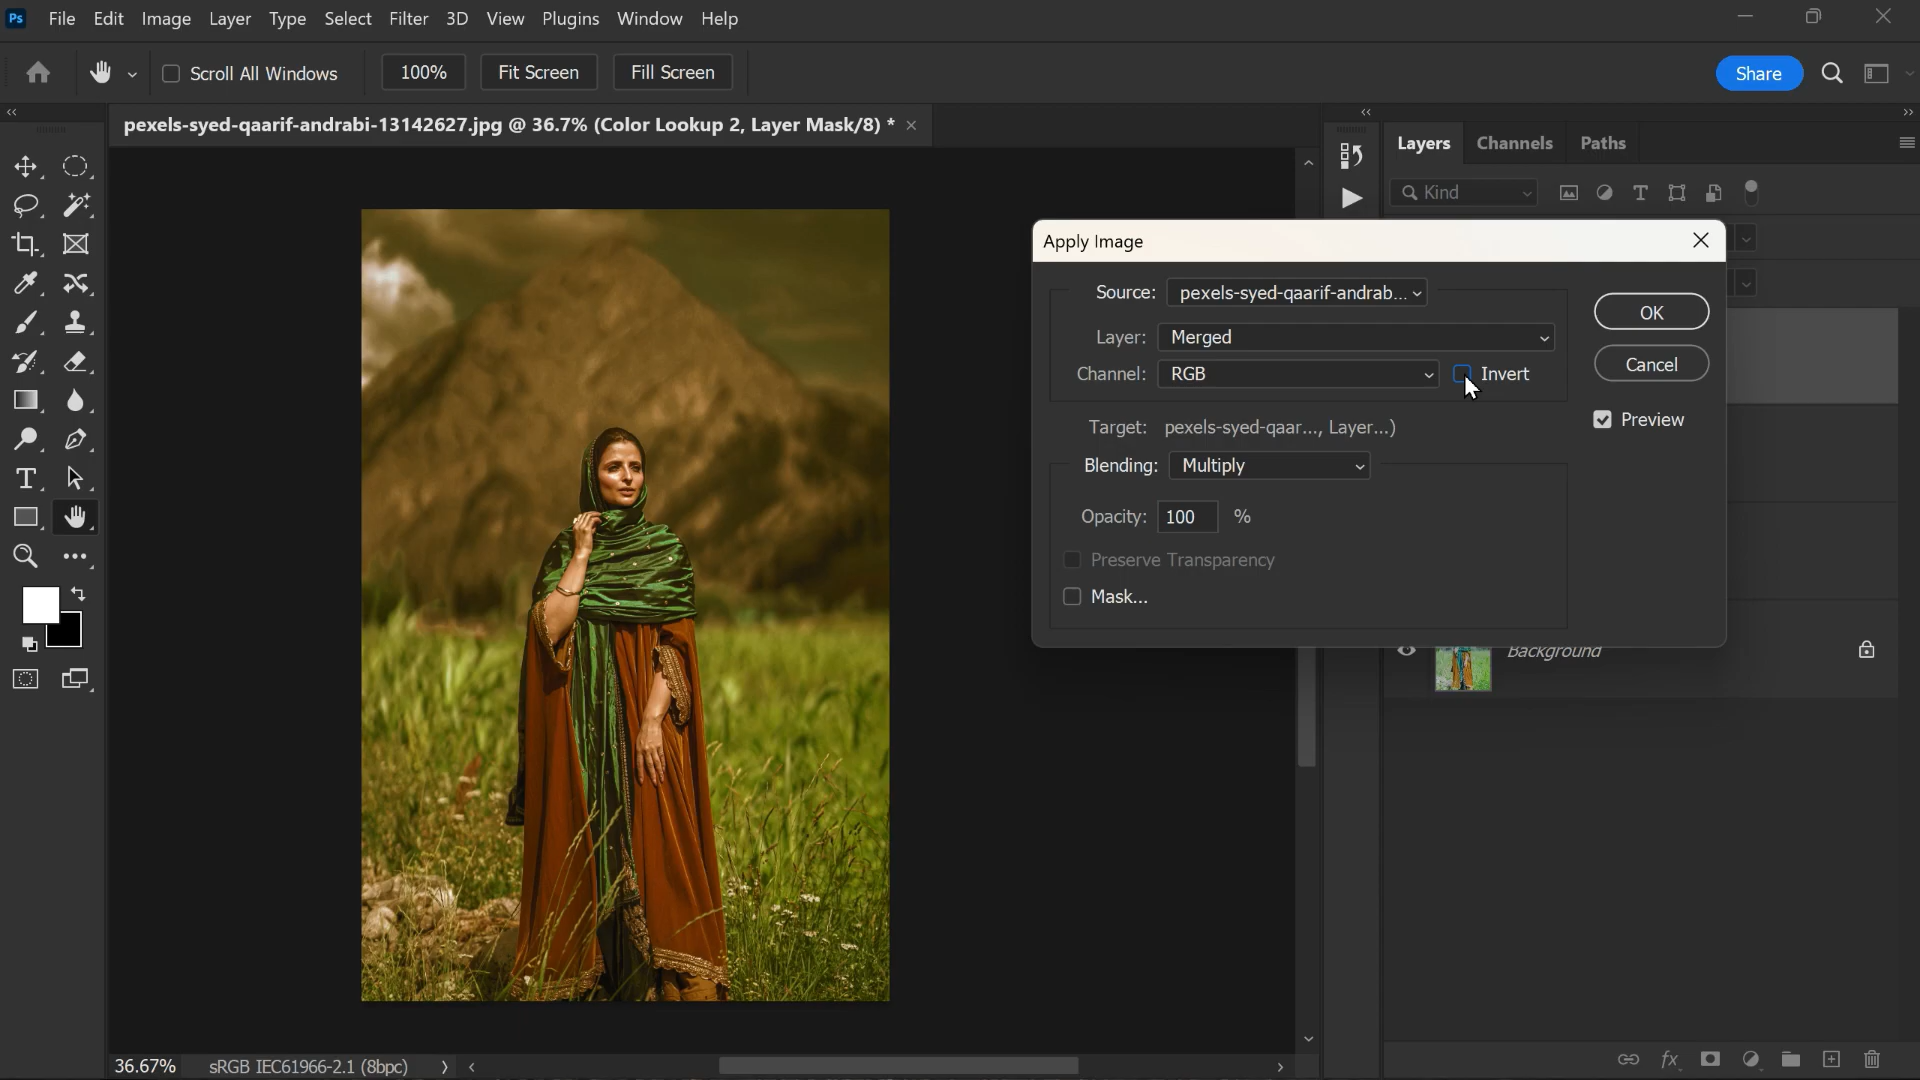 Ps File Edit Image Layer Type Select Filter 3D View Plugins Window Help
Scroll All Windows 100% Fit Screen Fill Screen Share
pexels-syed-qaarif-andrabi-13142627.jpg @ 36.7% (Color Lookup 2, Layer Mask/8) *
Layers Channels Paths
Kind
Apply Image
Source: pexels-syed-qaarif-andrab...
OK
Layer: Merged
Cancel
Channel: RGB Invert
Preview
Target: pexels-syed-qaar..., Layer...)
Blending: Multiply
Opacity: 100 %
Preserve Transparency
Mask...
Background
36.67% sRGB IEC61966-2.1 (8bpc)
fx